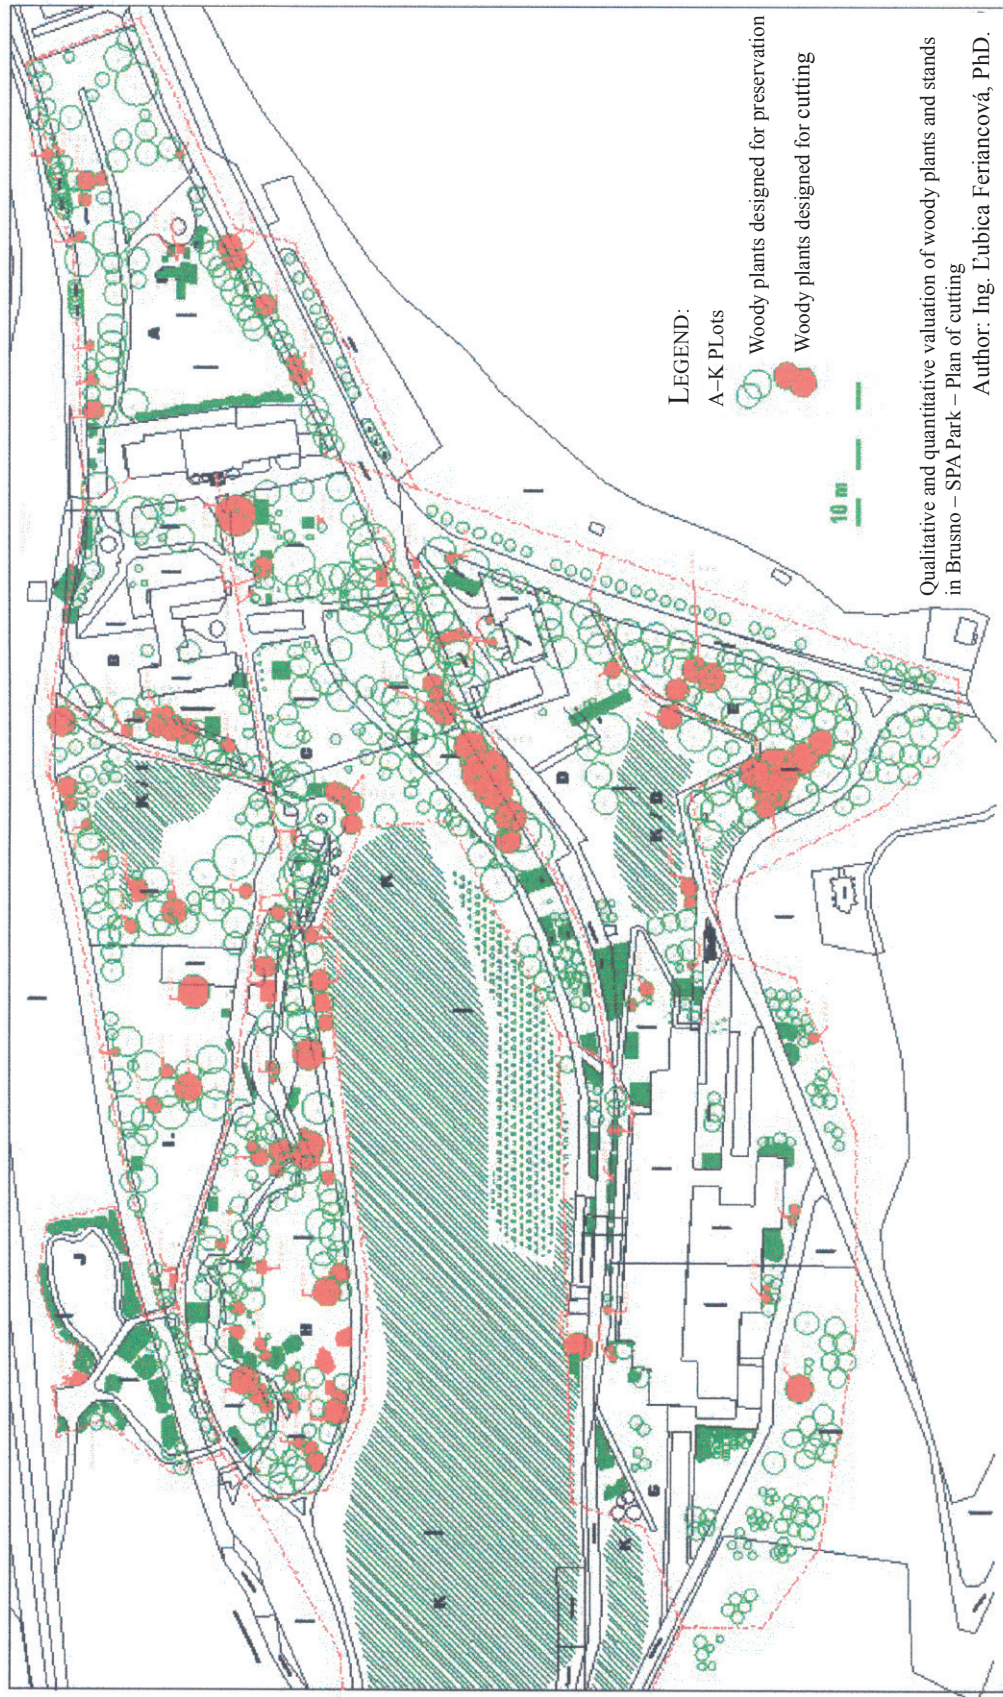 LEGEND:
A–K PLots
Woody plants designed for preservation
Woody plants designed for cutting
10 m
Qualitative and quantitative valuation of woody plants and stands
in Brusno – SPA Park – Plan of cutting
Author: Ing. Ľubica Feriancová, PhD.
A
B
C
D
E
G
H
I.
J
K
K
K
K / I
K / D